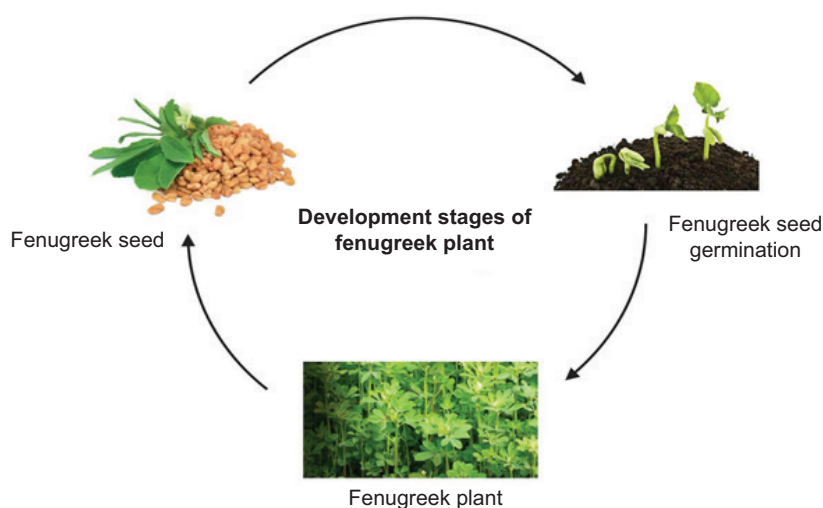 Development stages of
fenugreek plant
Fenugreek seed
Fenugreek seed
germination
Fenugreek plant